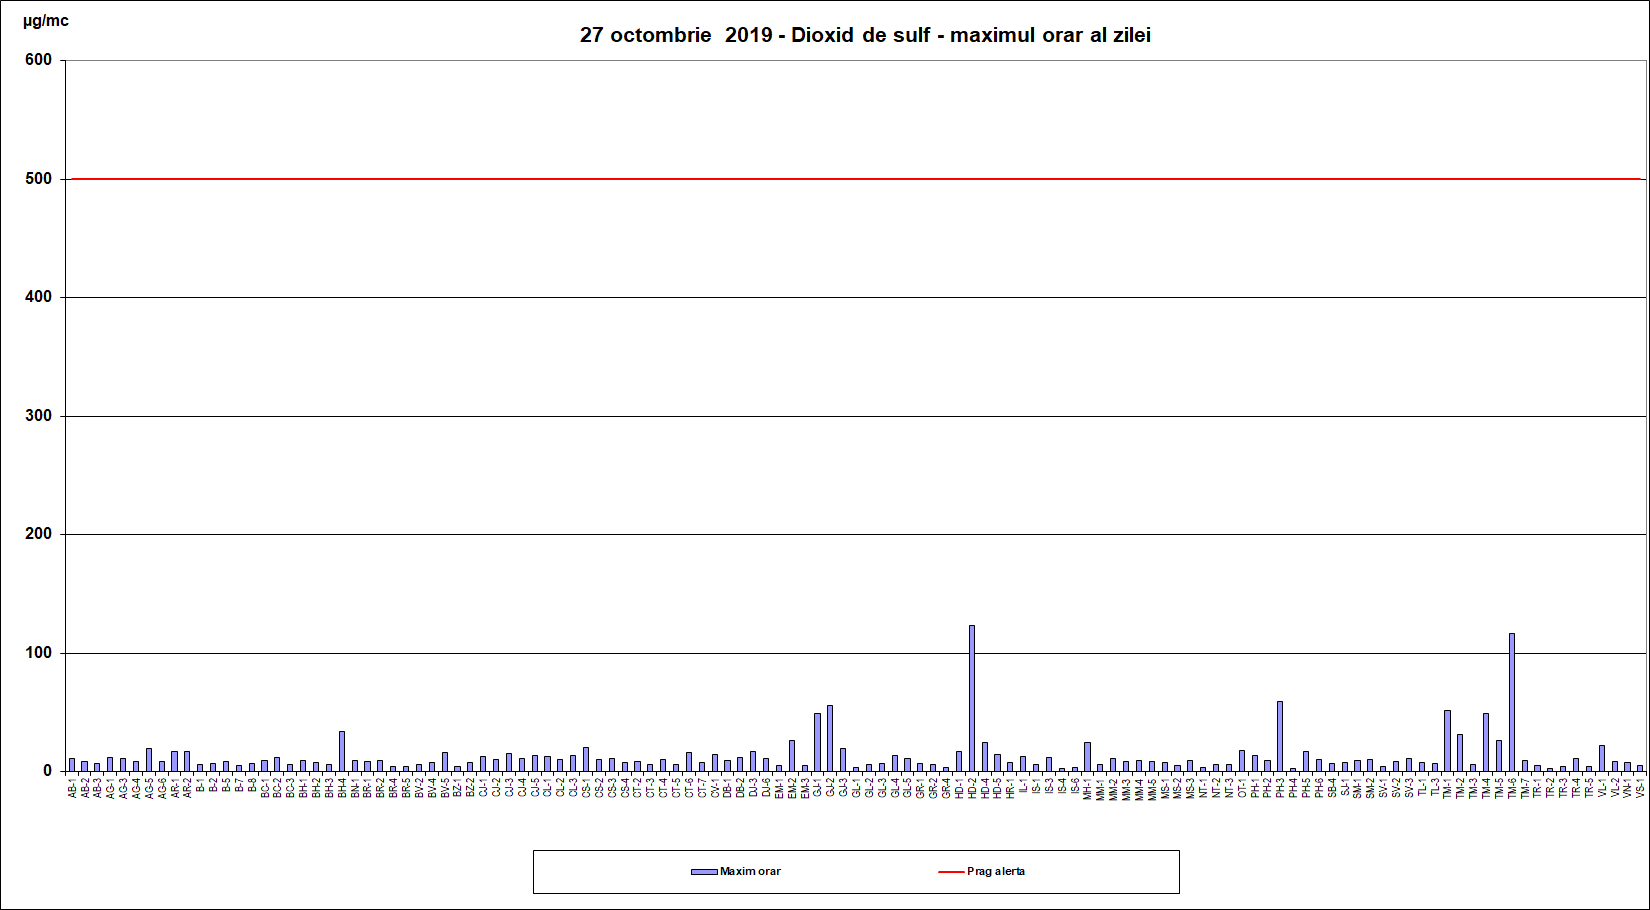 µg/mc
27 octombrie 2019 - Dioxid de sulf - maximul orar al zilei
600
500
400
300
200
100
0
AB-1 AB-2 AB-3 AG-1 AG-3 AG-4 AG-5 AG-6 AR-1 AR-2 B-1 B-2 B-5 B-7 B-8 BC-1 BC-2 BC-3 BH-1 BH-2 BH-3 BH-4 BN-1 BR-1 BR-2 BR-4 BR-5 BV-2 BV-4 BV-5 BZ-1 BZ-2 CJ-1 CJ-2 CJ-3 CJ-4 CJ-5 CL-1 CL-2 CL-3 CS-1 CS-2 CS-3 CS-4 CT-2 CT-3 CT-4 CT-5 CT-6 CT-7 CV-1 DB-1 DB-2 DJ-3 DJ-6 EM-1 EM-2 EM-3 GJ-1 GJ-2 GJ-3 GL-1 GL-2 GL-3 GL-4 GL-5 GR-1 GR-2 GR-4 HD-1 HD-2 HD-4 HD-5 HR-1 IL-1 IS-1 IS-3 IS-4 IS-6 MH-1 MM-1 MM-2 MM-3 MM-4 MM-5 MS-1 MS-2 MS-3 NT-1 NT-2 NT-3 OT-1 PH-1 PH-2 PH-3 PH-4 PH-5 PH-6 SB-4 SJ-1 SM-1 SM-2 SV-1 SV-2 SV-3 TL-1 TL-3 TM-1 TM-2 TM-3 TM-4 TM-5 TM-6 TM-7 TR-1 TR-2 TR-3 TR-4 TR-5 VL-1 VL-2 VN-1 VS-1
Maxim orar
Prag alerta